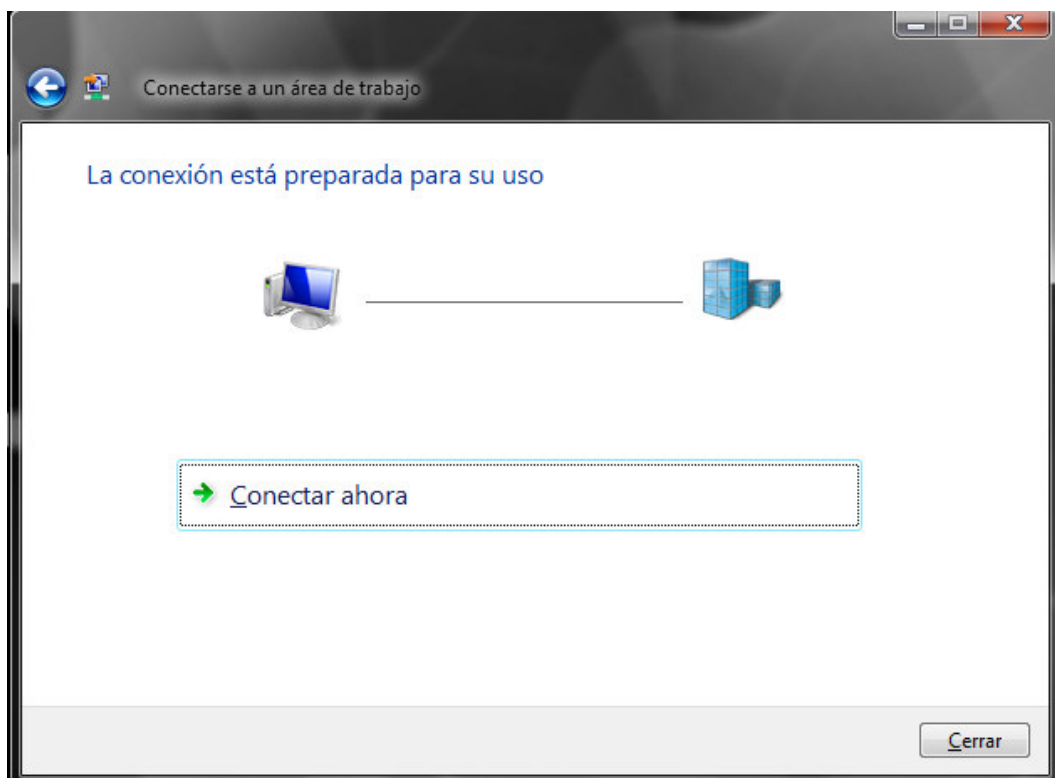 Conectarse a un área de trabajo
La conexión está preparada para su uso
Conectar ahora
Cerrar